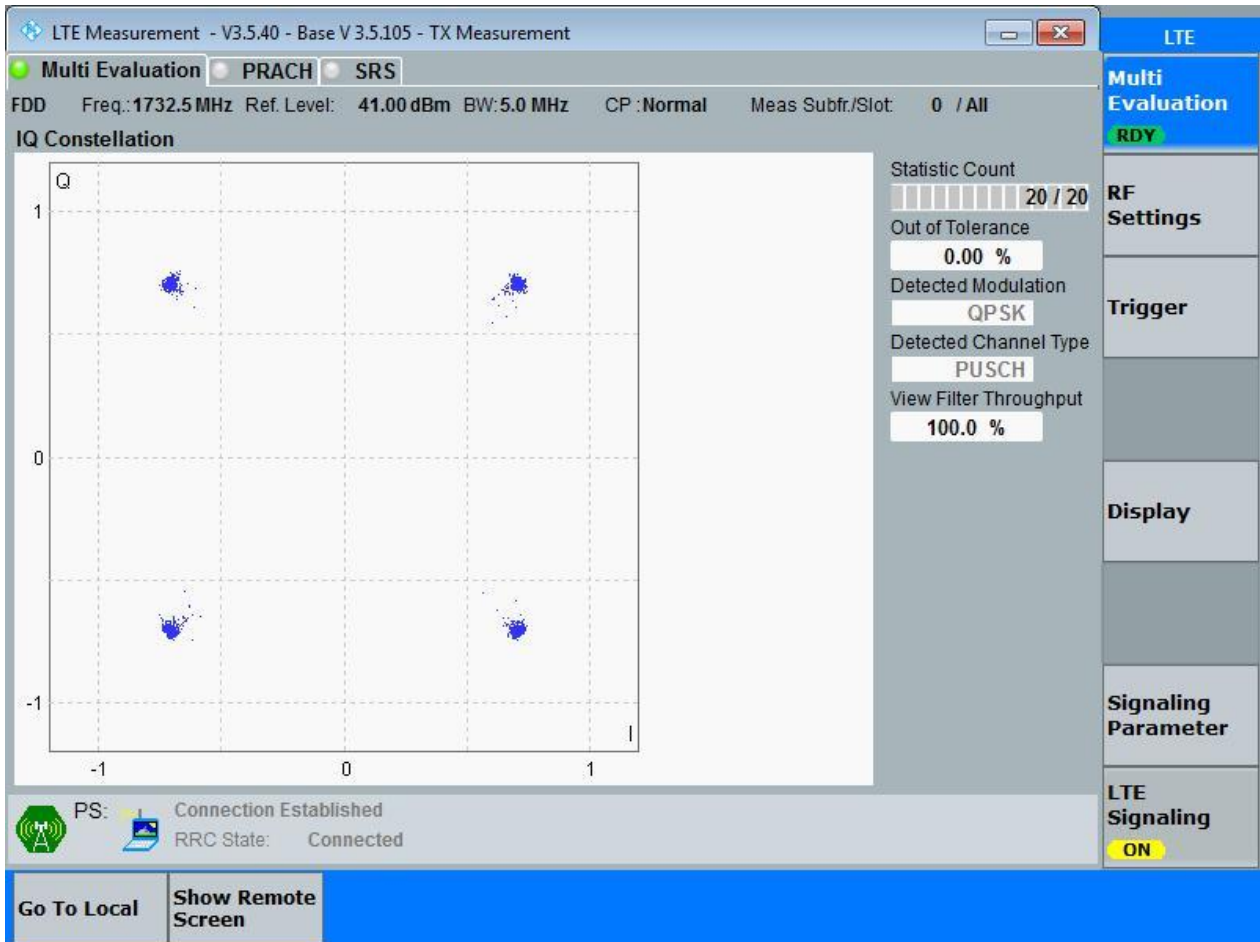 LTE Measurement - V3.5.40 - Base V 3.5.105 - TX Measurement
LTE
Multi Evaluation PRACH SRS
Multi
Evaluation
RDY
FDD Freq.: 1732.5 MHz Ref. Level: 41.00 dBm BW: 5.0 MHz CP : Normal Meas Subfr./Slot: 0 / All
IQ Constellation
Q
1
0
-1
I
-1 0 1
Statistic Count
20 / 20
Out of Tolerance
0.00 %
Detected Modulation
QPSK
Detected Channel Type
PUSCH
View Filter Throughput
100.0 %
RF
Settings
Trigger
Display
Signaling
Parameter
LTE
Signaling
ON
PS: Connection Established
RRC State: Connected
Go To Local
Show Remote
Screen